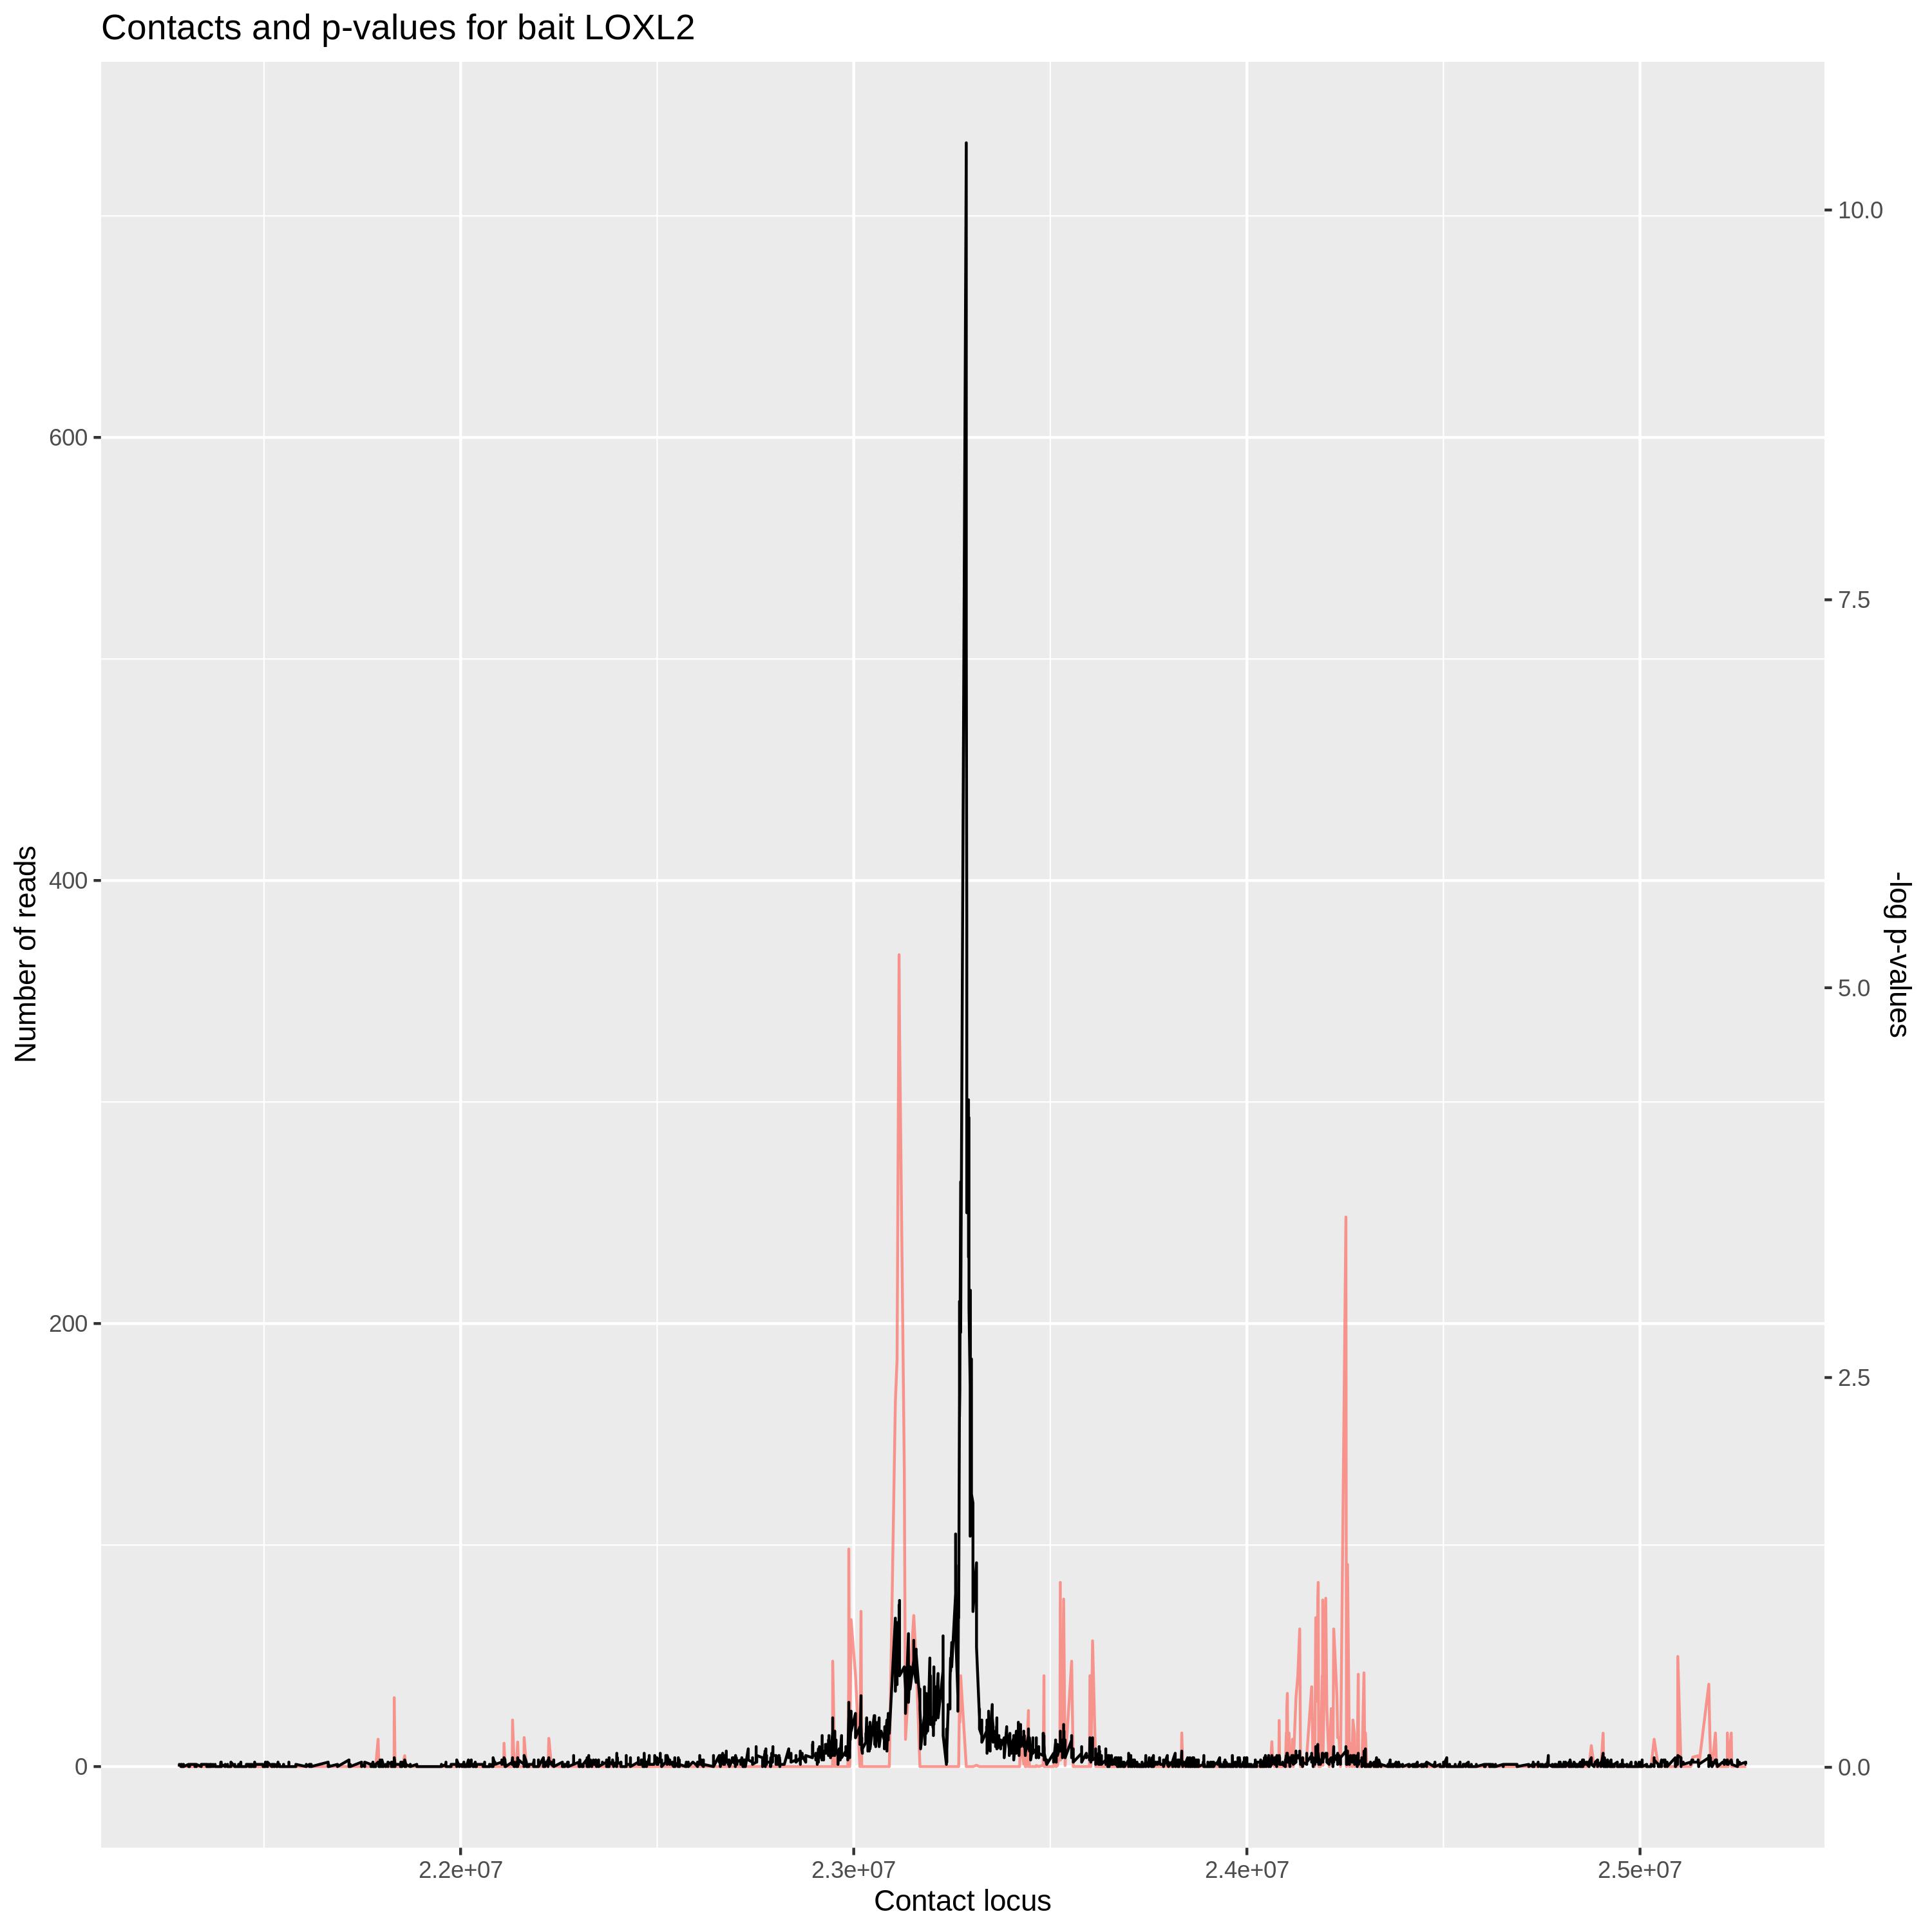 Contacts and p-values for bait LOXL2
Number of reads
600
400
200
0
10.0
7.5
5.0
2.5
0.0
-log p-values
2.2e+07
2.3e+07
2.4e+07
2.5e+07
Contact locus